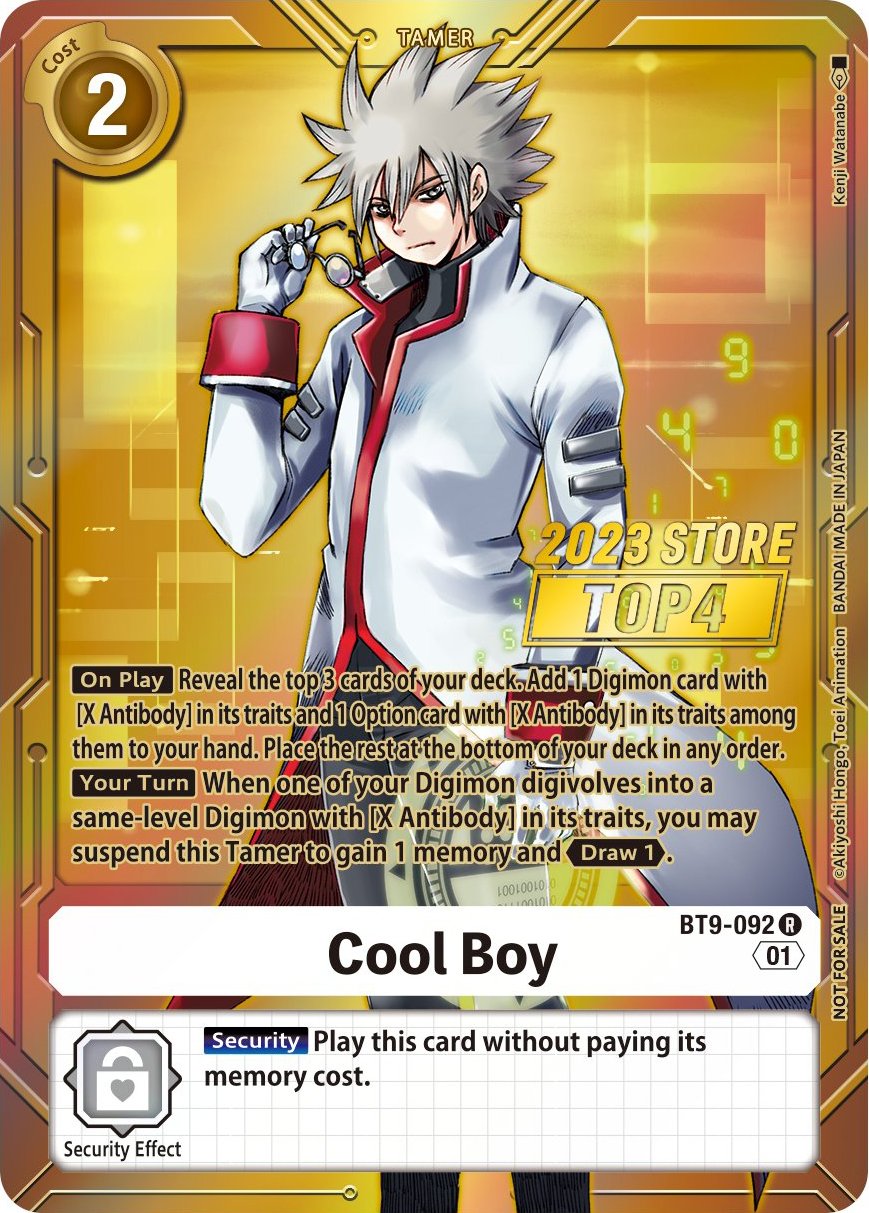 TAMER
Cost
2
Kenji Watanabe
9
4
0
7
1
2023 STORE
TOP4
On Play Reveal the top 3 cards of your deck. Add 1 Digimon card with
[X Antibody] in its traits and 1 Option card with [X Antibody] in its traits among
them to your hand. Place the rest at the bottom of your deck in any order.
Your Turn When one of your Digimon digivolves into a
same-level Digimon with [X Antibody] in its traits, you may
suspend this Tamer to gain 1 memory and Draw 1.
©Akiyoshi Hongo, Toei Animation BANDAI MADE IN JAPAN
NOT FOR SALE
BT9-092 R
01
Cool Boy
Security Play this card without paying its
memory cost.
Security Effect